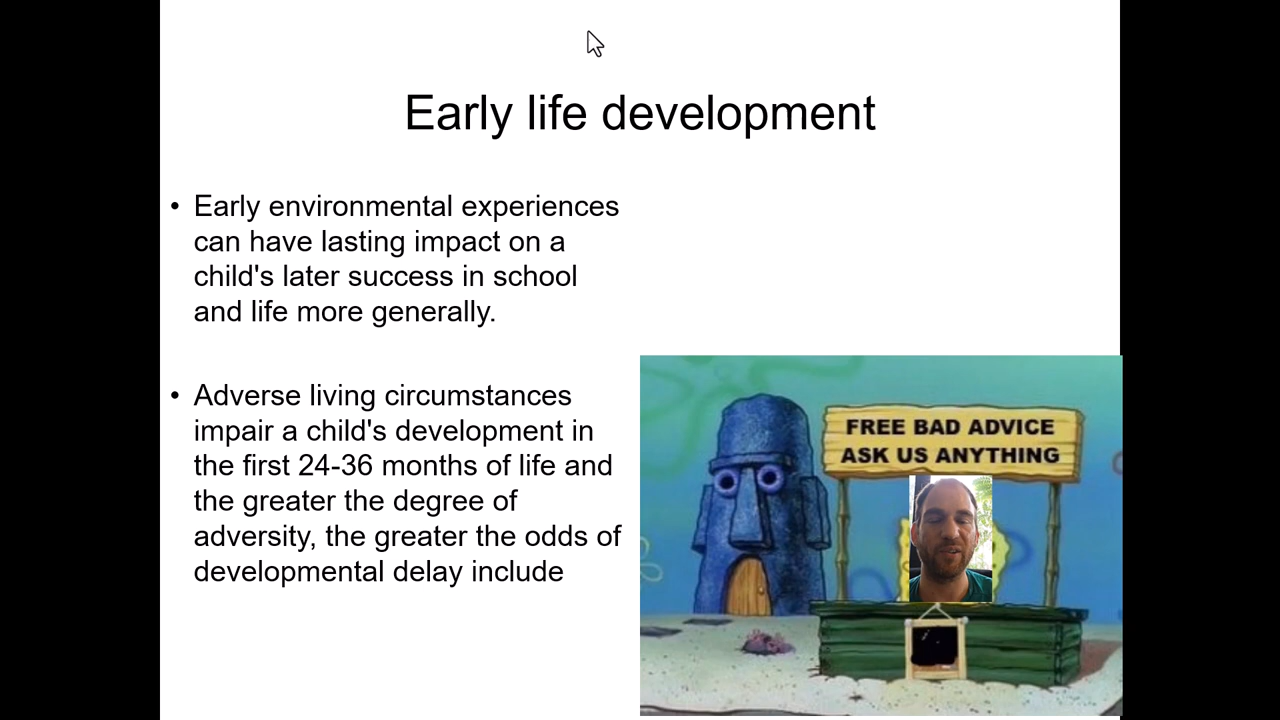 Early life development
• Early environmental experiences
can have lasting impact on a
child's later success in school
and life more generally.
• Adverse living circumstances
impair a child's development in
the first 24-36 months of life and
the greater the degree of
adversity, the greater the odds of
developmental delay include
FREE BAD ADVICE
ASK US ANYTHING